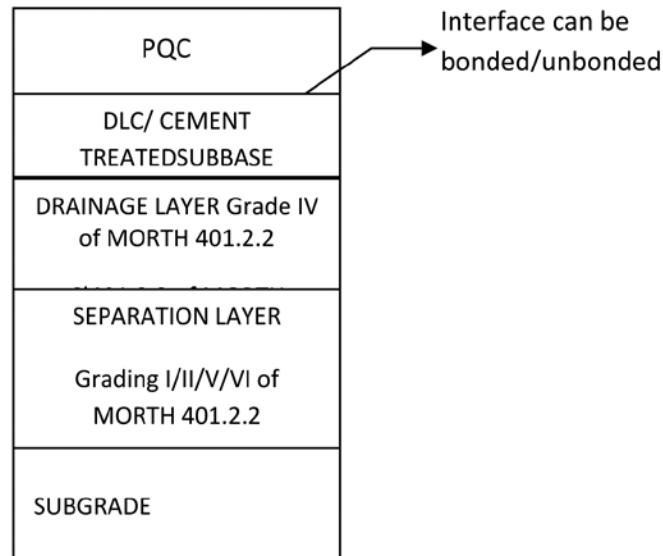 PQC
Interface can be
bonded/unbonded
DLC/ CEMENT
TREATEDSUBBASE
DRAINAGE LAYER Grade IV
of MORTH 401.2.2
SEPARATION LAYER
Grading I/II/V/VI of
MORTH 401.2.2
SUBGRADE